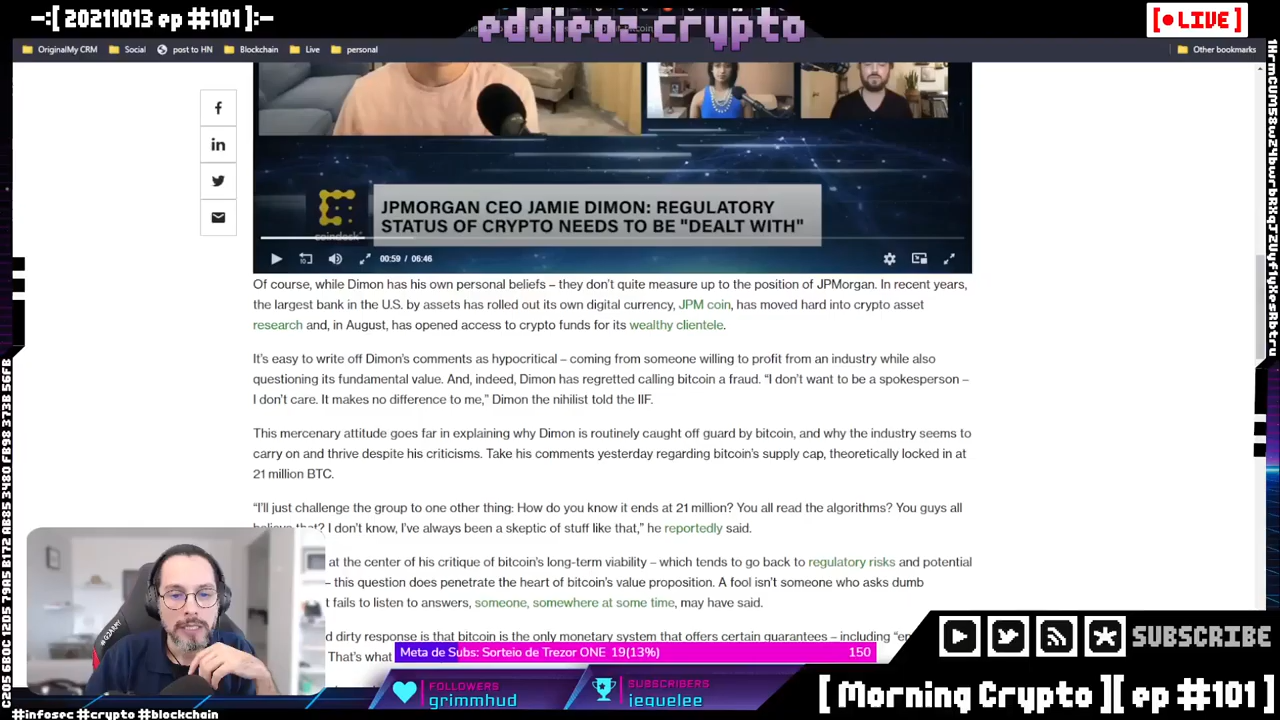 -:[ 20211013 ep #101 ]:-
eddieoz.crypto
[● LIVE]
OriginalMy CRM
Social
post to HN
Blockchain
Live
personal
Other bookmarks
coindesk
JPMORGAN CEO JAMIE DIMON: REGULATORY
STATUS OF CRYPTO NEEDS TO BE "DEALT WITH"
00:59 / 06:46
Of course, while Dimon has his own personal beliefs – they don't quite measure up to the position of JPMorgan. In recent years,
the largest bank in the U.S. by assets has rolled out its own digital currency, JPM coin, has moved hard into crypto asset
research and, in August, has opened access to crypto funds for its wealthy clientele.
It's easy to write off Dimon's comments as hypocritical – coming from someone willing to profit from an industry while also
questioning its fundamental value. And, indeed, Dimon has regretted calling bitcoin a fraud. “I don't want to be a spokesperson –
I don't care. It makes no difference to me,” Dimon the nihilist told the IIF.
This mercenary attitude goes far in explaining why Dimon is routinely caught off guard by bitcoin, and why the industry seems to
carry on and thrive despite his criticisms. Take his comments yesterday regarding bitcoin's supply cap, theoretically locked in at
21 million BTC.
“I'll just challenge the group to one other thing: How do you know it ends at 21 million? You all read the algorithms? You guys all
believe that? I don't know, I've always been a skeptic of stuff like that,” he reportedly said.
at the center of his critique of bitcoin's long-term viability – which tends to go back to regulatory risks and potential
– this question does penetrate the heart of bitcoin's value proposition. A fool isn't someone who asks dumb
t fails to listen to answers, someone, somewhere at some time, may have said.
d dirty response is that bitcoin is the only monetary system that offers certain guarantees – including
That's what
Meta de Subs: Sorteio de Trezor ONE 19(13%)
150
FOLLOWERS
grimmhud
SUBSCRIBERS
jequelee
SUBSCRIBE
[ Morning Crypto ][ ep #101 ]
#infosec #crypto #blockchain